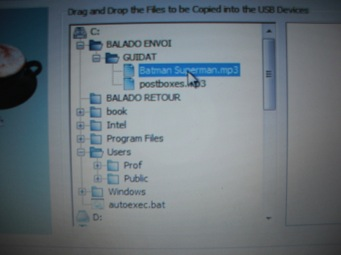 Drag and Drop the Files to be Copied into the USB Devices
C:
BALADO ENVOI
GUIDAT
Batman Superman.mp3
postboxes.mp3
BALADO RETOUR
book
Intel
Program Files
Users
Prof
Public
Windows
autoexec.bat
D: